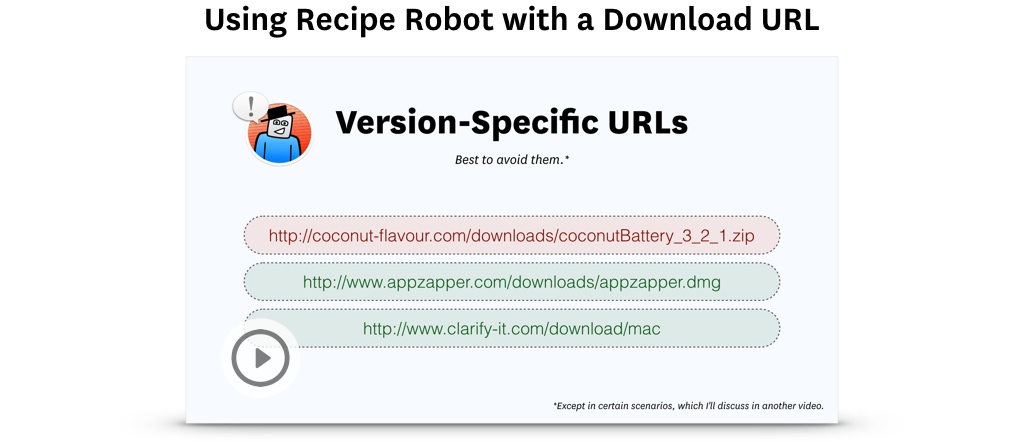 Using Recipe Robot with a Download URL
!
Version-Specific URLs
Best to avoid them.*
http://coconut-flavour.com/downloads/coconutBattery_3_2_1.zip
http://www.appzapper.com/downloads/appzapper.dmg
http://www.clarify-it.com/download/mac
*Except in certain scenarios, which I'll discuss in another video.